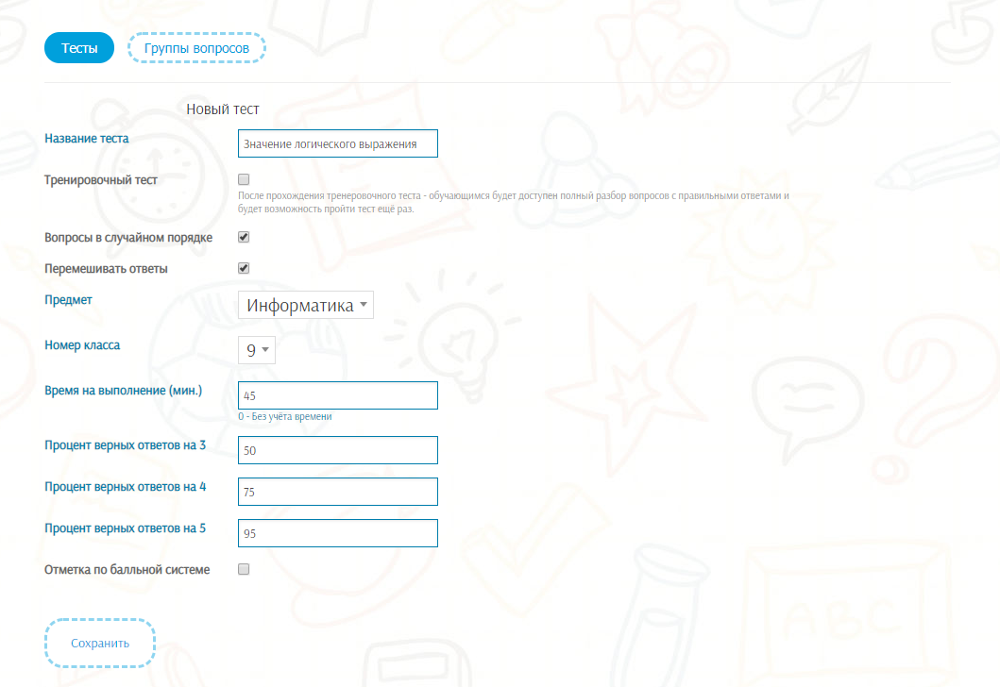 Тесты Группы вопросов
Новый тест
Название теста Значение логического выражения
Тренировочный тест
После прохождения тренеровочного теста - обучающимся будет доступен полный разбор вопросов с правильными ответами и
будет возможность пройти тест ещё раз.
Вопросы в случайном порядке
Перемешивать ответы
Предмет Информатика
Номер класса 9
Время на выполнение (мин.) 45
0 - Без учёта времени
Процент верных ответов на 3 50
Процент верных ответов на 4 75
Процент верных ответов на 5 95
Отметка по балльной системе
ABC
Сохранить